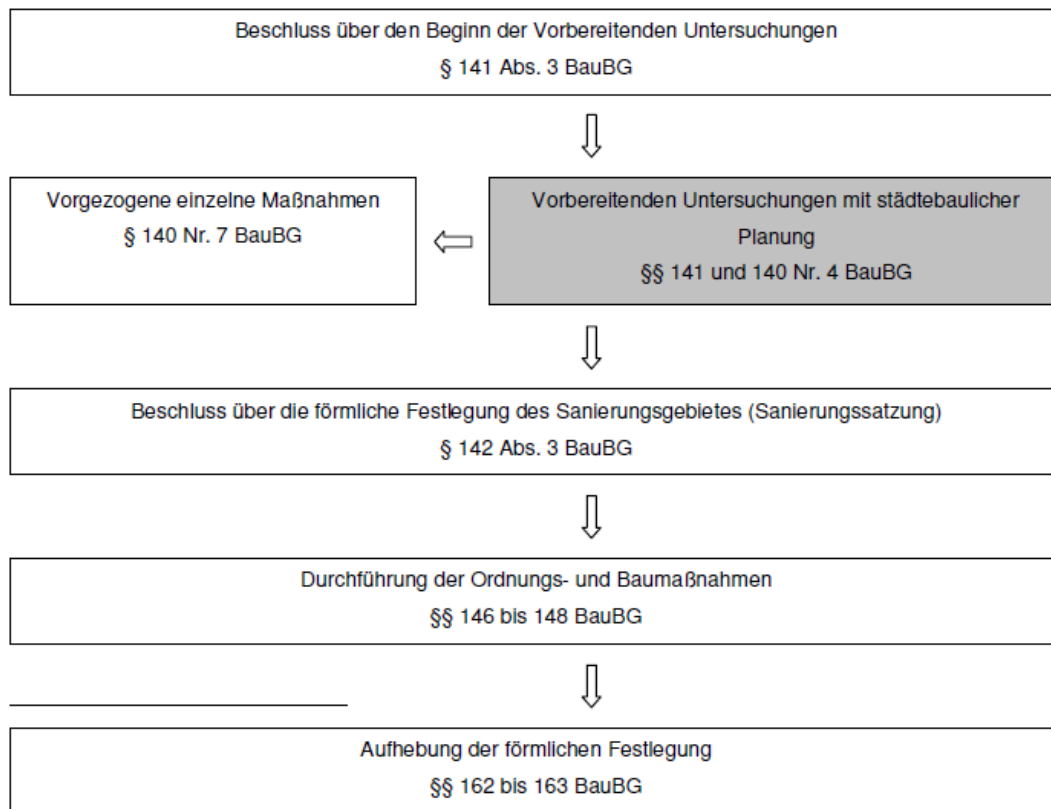 Beschluss über den Beginn der Vorbereitenden Untersuchungen
§ 141 Abs. 3 BauBG
Vorgezogene einzelne Maßnahmen
§ 140 Nr. 7 BauBG
Vorbereitenden Untersuchungen mit städtebaulicher
Planung
§§ 141 und 140 Nr. 4 BauBG
Beschluss über die förmliche Festlegung des Sanierungsgebietes (Sanierungssatzung)
§ 142 Abs. 3 BauBG
Durchführung der Ordnungs- und Baumaßnahmen
§§ 146 bis 148 BauBG
Aufhebung der förmlichen Festlegung
§§ 162 bis 163 BauBG